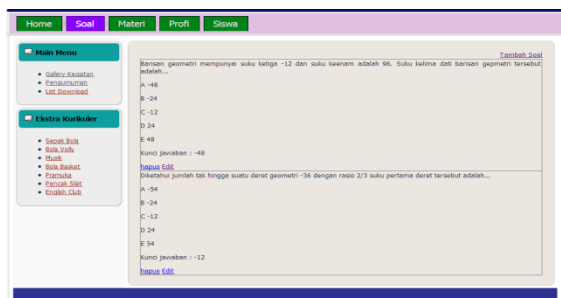 Home Soal Materi Profi Siswa
Main Menu
Gallery Kegiatan
Pengumuman
List Download
Ekstra Kurikuler
Sepak Bola
Bola Volly
Musik
Bola Basket
Pramuka
Pencak Silat
English Club
Tambah Soal
Barisan geometri mempunyai suku ketiga -12 dan suku keenam adalah 96. Suku kelima dati barisan gepmetri tersebut
adalah...
A -48
B -24
C -12
D 24
E 48
Kunci jawaban : -48
hapus Edit
Diketahui jumlah tak hingga suatu deret geometri -36 dengan rasio 2/3 suku pertama deret tersebut adalah...
A -54
B -24
C -12
D 24
E 54
Kunci jawaban : -12
hapus Edit